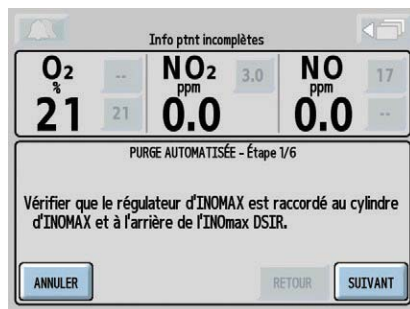 Info ptnt incomplètes
O2 % -- NO2 ppm 3.0 NO ppm 17
21 21 0.0 0.0 --
PURGE AUTOMATISÉE - Étape 1/6
Vérifier que le régulateur d'INOMAX est raccordé au cylindre
d'INOMAX et à l'arrière de l'INOmax DSIR.
ANNULER RETOUR SUIVANT